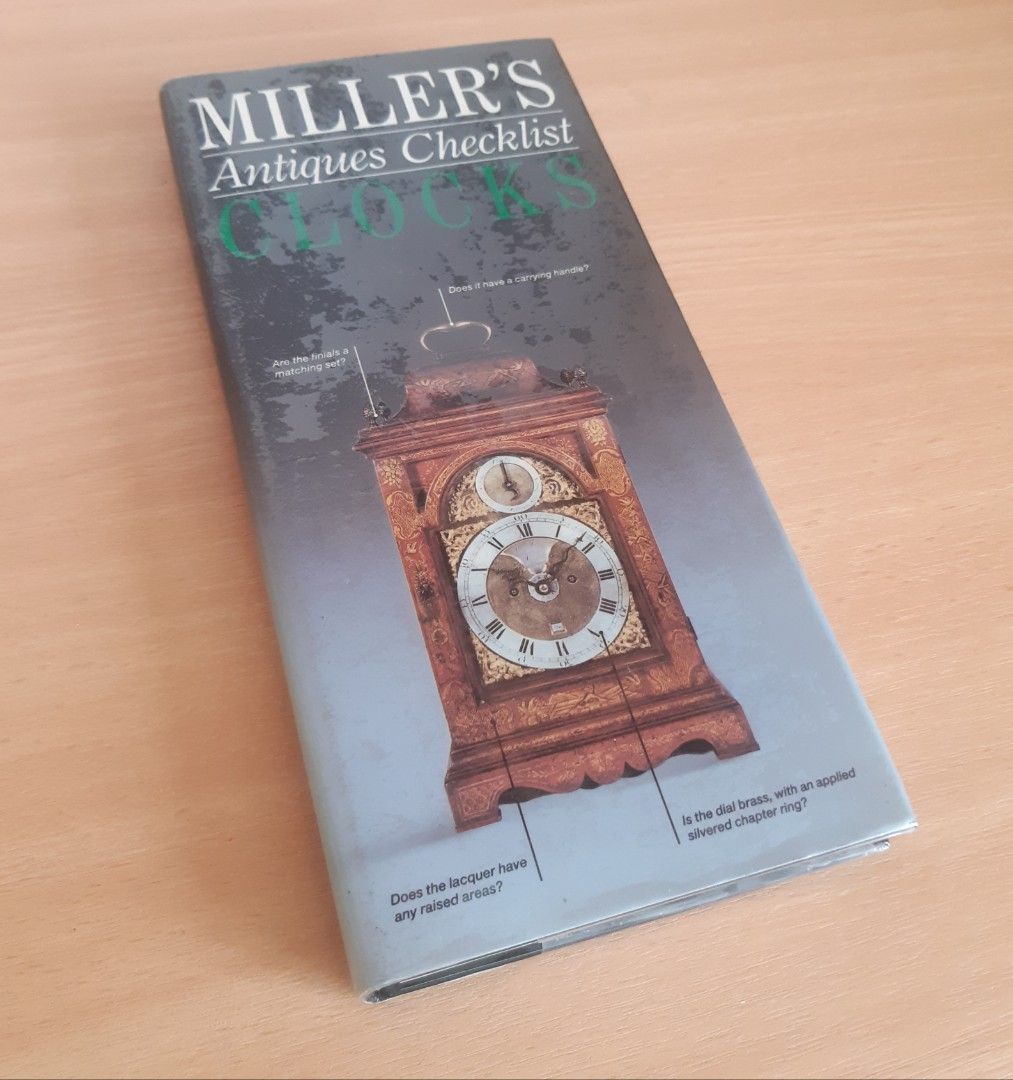 MILLER'S
Antiques Checklist
CLOCKS
Does it have a carrying handle?
Are the finials a
matching set?
Is the dial brass, with an applied
silvered chapter ring?
Does the lacquer have
any raised areas?